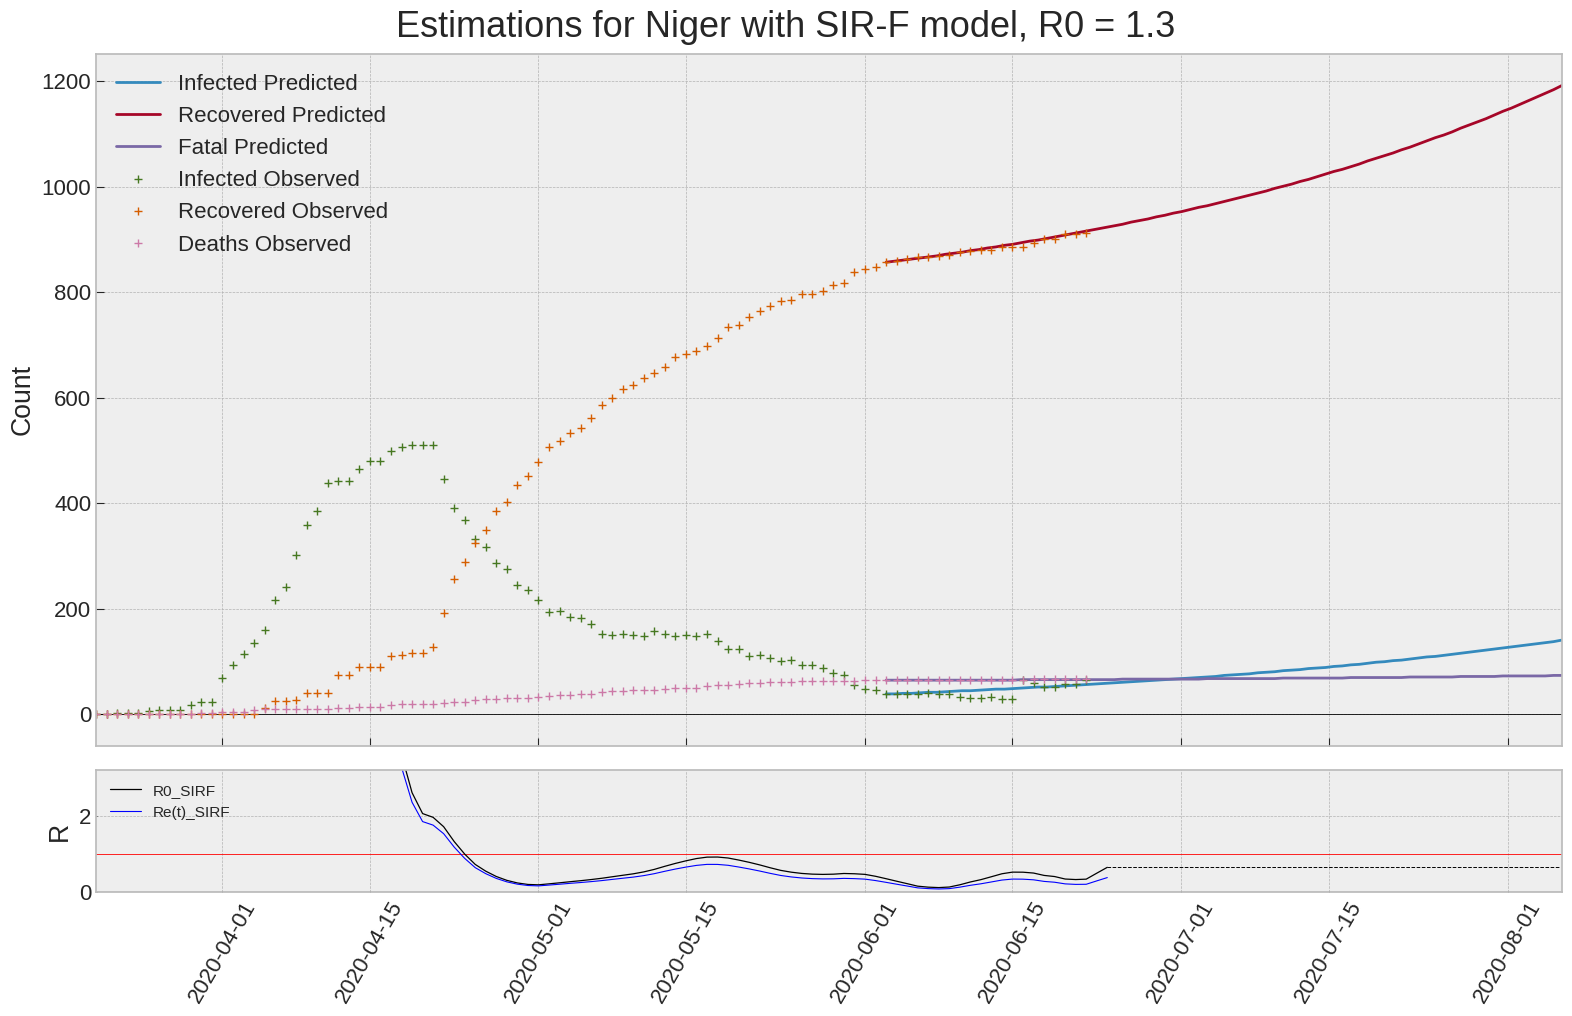 Estimations for Niger with SIR-F model, R0 = 1.3
1200
1000
800
600
400
200
0
Count
Infected Predicted
Recovered Predicted
Fatal Predicted
Infected Observed
Recovered Observed
Deaths Observed
R0_SIRF
Re(t)_SIRF
2
0
R
2020-04-01
2020-04-15
2020-05-01
2020-05-15
2020-06-01
2020-06-15
2020-07-01
2020-07-15
2020-08-01